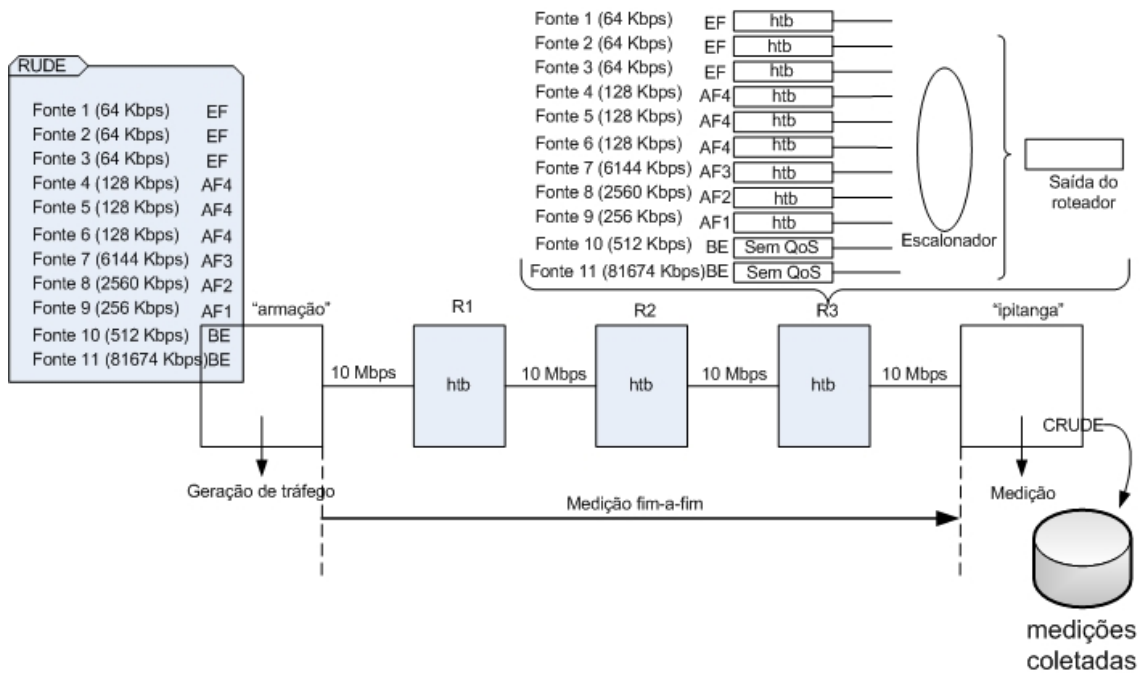 RUDE
Fonte 1 (64 Kbps) EF
Fonte 2 (64 Kbps) EF
Fonte 3 (64 Kbps) EF
Fonte 4 (128 Kbps) AF4
Fonte 5 (128 Kbps) AF4
Fonte 6 (128 Kbps) AF4
Fonte 7 (6144 Kbps) AF3
Fonte 8 (2560 Kbps) AF2
Fonte 9 (256 Kbps) AF1
Fonte 10 (512 Kbps) BE
Fonte 11 (81674 Kbps) BE
Fonte 1 (64 Kbps) EF htb
Fonte 2 (64 Kbps) EF htb
Fonte 3 (64 Kbps) EF htb
Fonte 4 (128 Kbps) AF4 htb
Fonte 5 (128 Kbps) AF4 htb
Fonte 6 (128 Kbps) AF4 htb
Fonte 7 (6144 Kbps) AF3 htb
Fonte 8 (2560 Kbps) AF2 htb
Fonte 9 (256 Kbps) AF1 htb
Fonte 10 (512 Kbps) BE Sem QoS
Fonte 11 (81674 Kbps) BE Sem QoS
Escalonador
Saída do
roteador
"armação" R1 R2 R3 "ipitanga"
10 Mbps htb 10 Mbps htb 10 Mbps htb 10 Mbps
CRUDE
Geração de tráfego
Medição
Medição fim-a-fim
medições
coletadas